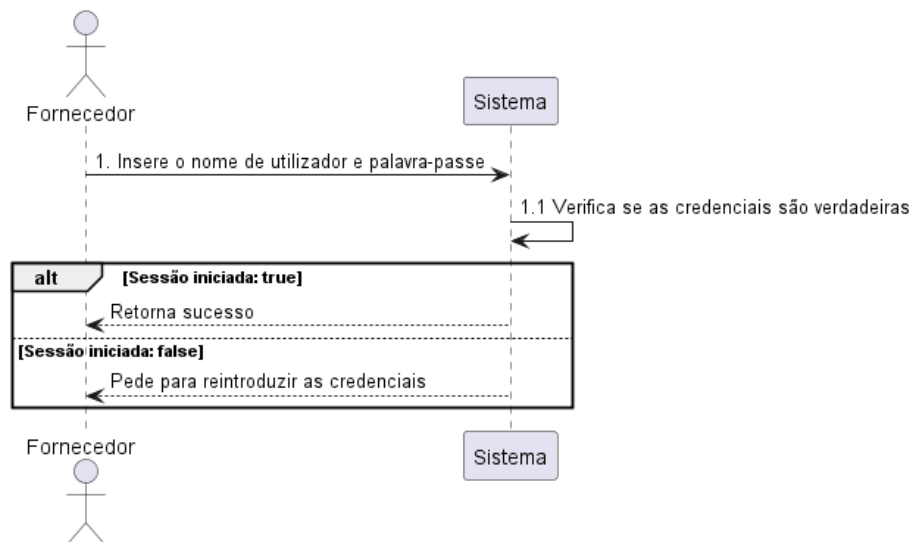 Fornecedor
Sistema
1. Insere o nome de utilizador e palavra-passe
1.1 Verifica se as credenciais são verdadeiras
alt [Sessão iniciada: true]
Retorna sucesso
[Sessão iniciada: false]
Pede para reintroduzir as credenciais
Fornecedor
Sistema